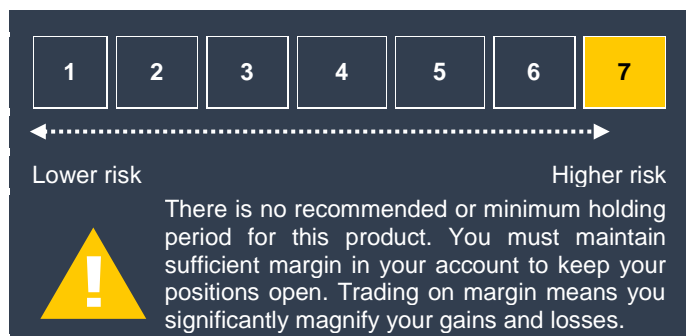 1 2 3 4 5 6 7
Lower risk Higher risk
There is no recommended or minimum holding
period for this product. You must maintain
sufficient margin in your account to keep your
positions open. Trading on margin means you
significantly magnify your gains and losses.